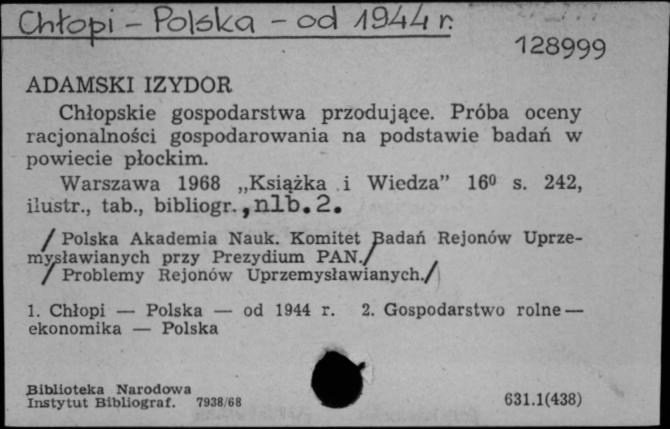 Chłopi - Polska - od 1944 r.
128999
ADAMSKI IZYDOR
Chłopskie gospodarstwa przodujące. Próba oceny
racjonalności gospodarowania na podstawie badań w
powiecie płockim.
Warszawa 1968 „Książka i Wiedza” 16⁰ s. 242,
ilustr., tab., bibliogr.,nlb.2.
/ Polska Akademia Nauk. Komitet Badań Rejonów Uprze-
mysławianych przy Prezydium PAN./
/ Problemy Rejonów Uprzemysławianych./
1. Chłopi — Polska — od 1944 r. 2. Gospodarstwo rolne —
ekonomika — Polska
Biblioteka Narodowa
Instytut Bibliograf. 7938/68
631.1(438)